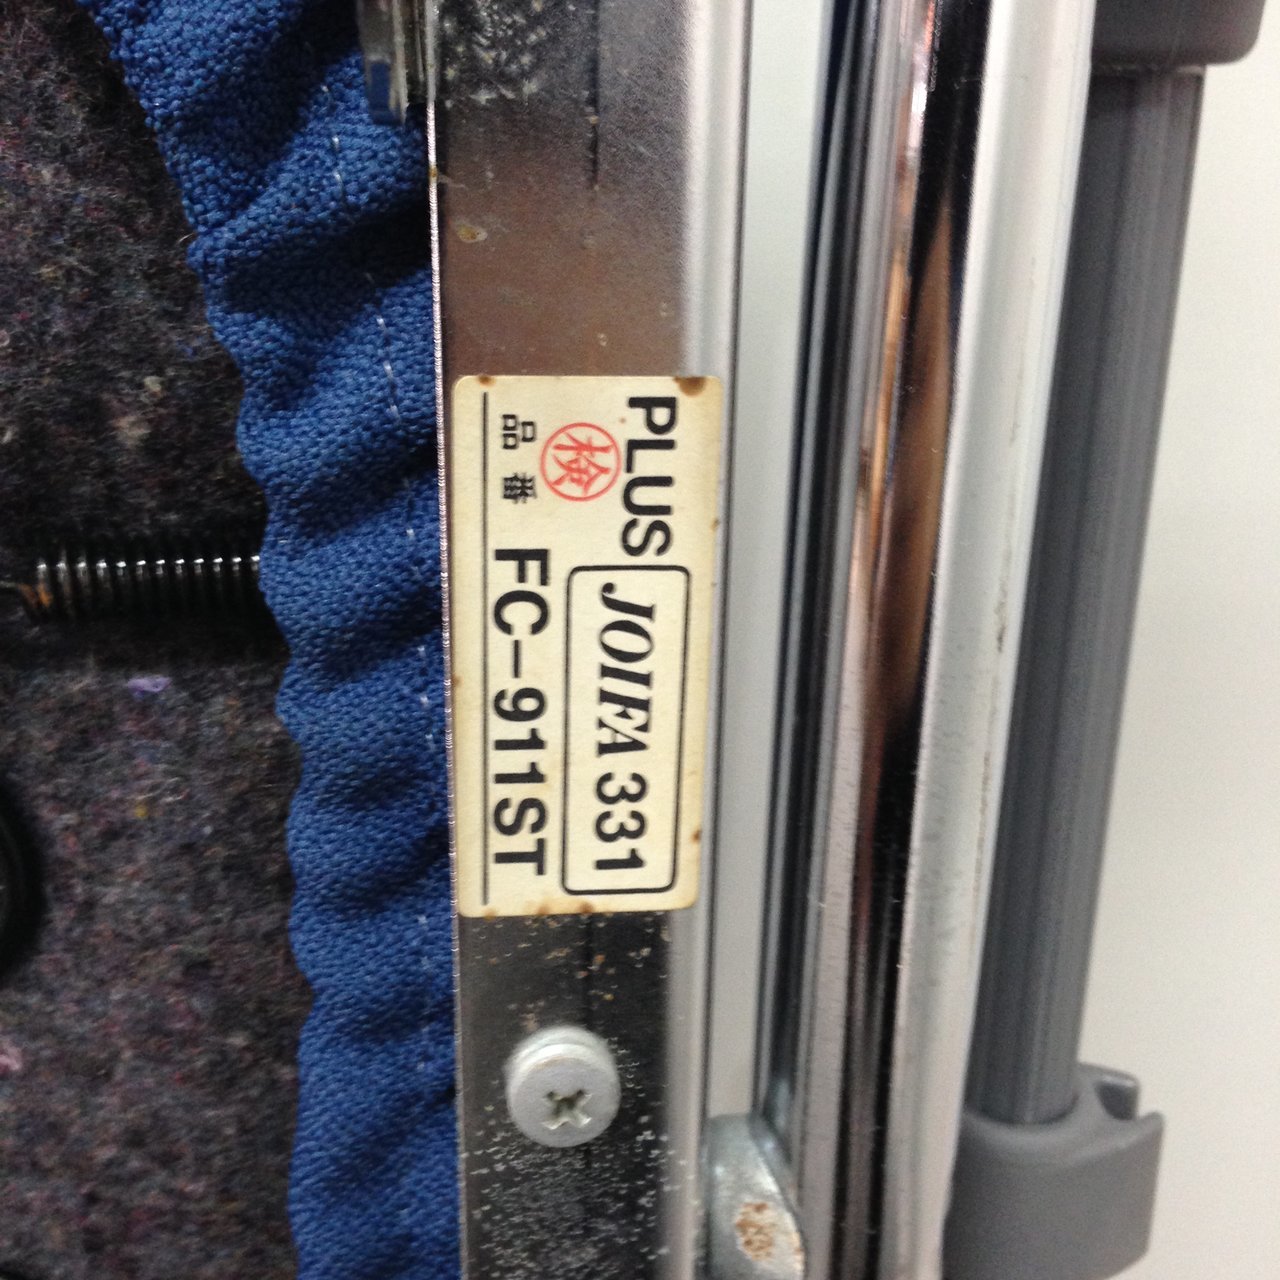 PLUS JOIFA 331
検
品番 FC-911ST